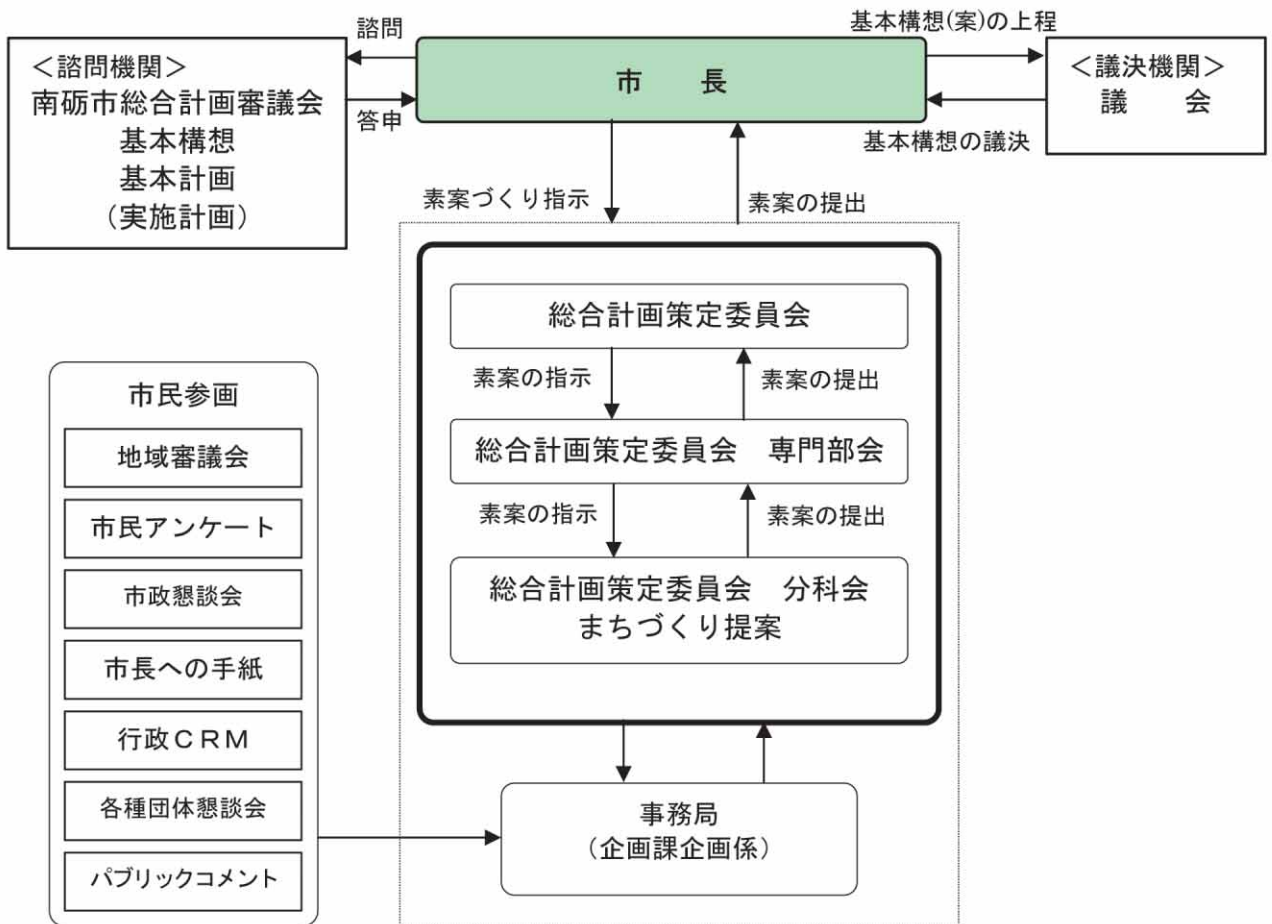 諮問
基本構想(案)の上程
＜諮問機関＞
南砺市総合計画審議会
基本構想
基本計画
（実施計画）
市　　長
＜議決機関＞
議　　会
答申
基本構想の議決
素案づくり指示
素案の提出
総合計画策定委員会
素案の指示
素案の提出
総合計画策定委員会　専門部会
素案の指示
素案の提出
総合計画策定委員会　分科会
まちづくり提案
市民参画
地域審議会
市民アンケート
市政懇談会
市長への手紙
行政ＣＲＭ
各種団体懇談会
パブリックコメント
事務局
（企画課企画係）